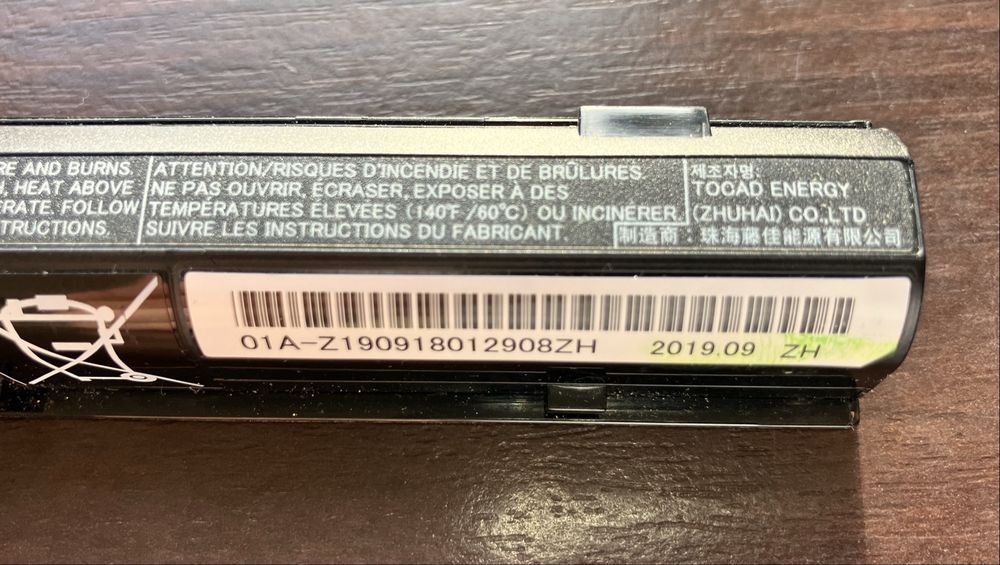 RE AND BURNS.
H, HEAT ABOVE
ERATE. FOLLOW
TRUCTIONS.
ATTENTION/RISQUES D'INCENDIE ET DE BRÛLURES.
NE PAS OUVRIR, ÉCRASER, EXPOSER À DES
TEMPÉRATURES ÉLEVÉES (140°F/60°C) OU INCINÉRER.
SUIVRE LES INSTRUCTIONS DU FABRICANT.
제조자명:
TOOAD ENERGY
(ZHUHAI) CO.,LTD
制造商：珠海藤佳能源有限公司
01A-Z190918012908ZH 2019.09 ZH